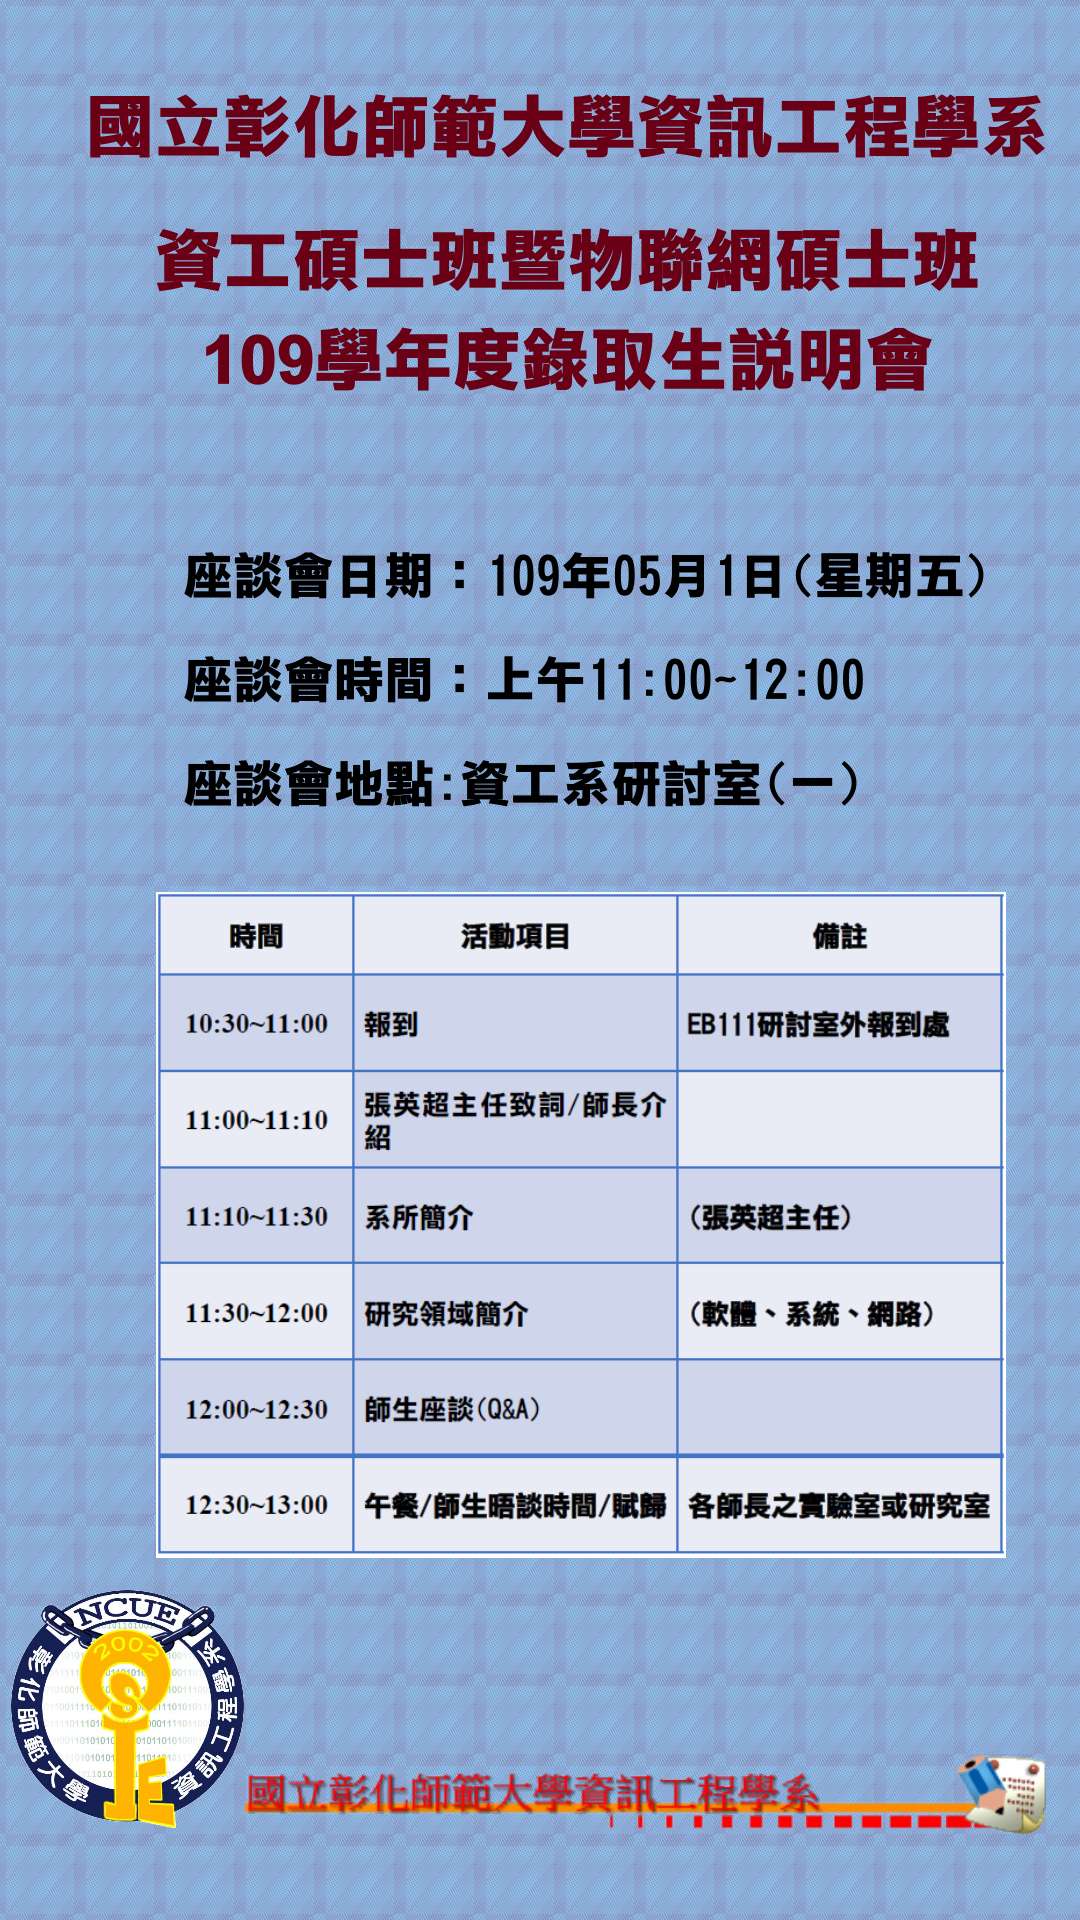 國立彰化師範大學資訊工程學系
資工碩士班暨物聯網碩士班
109學年度錄取生説明會
座談會日期：109年05月1日(星期五)
座談會時間：上午11:00~12:00
座談會地點:資工系研討室(一)
時間 活動項目 備註
10:30~11:00 報到 EB111研討室外報到處
11:00~11:10 張英超主任致詞/師長介
紹
11:10~11:30 系所簡介 (張英超主任)
11:30~12:00 研究領域簡介 (軟體、系統、網路)
12:00~12:30 師生座談(Q&A)
12:30~13:00 午餐/師生晤談時間/賦歸 各師長之實驗室或研究室
NCUE
2002
彰化師範大學
資訊工程學系
國立彰化師範大學資訊工程學系